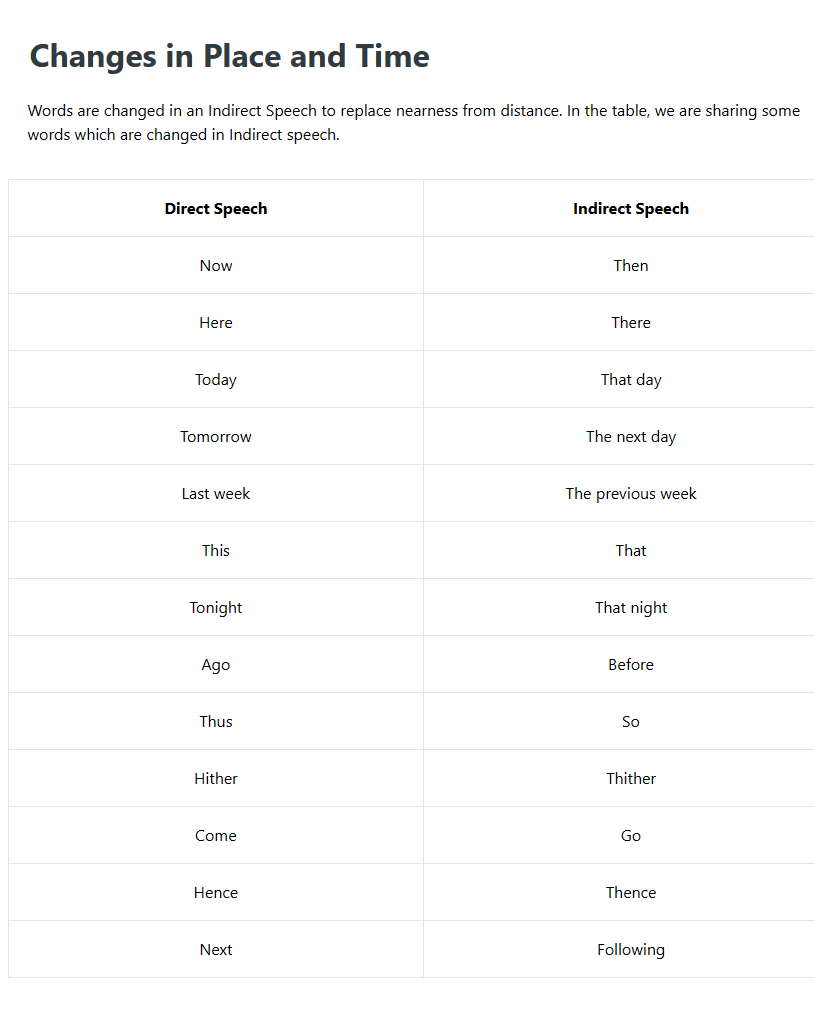 Changes in Place and Time
Words are changed in an Indirect Speech to replace nearness from distance. In the table, we are sharing some
words which are changed in Indirect speech.
Direct Speech Indirect Speech
Now Then
Here There
Today That day
Tomorrow The next day
Last week The previous week
This That
Tonight That night
Ago Before
Thus So
Hither Thither
Come Go
Hence Thence
Next Following